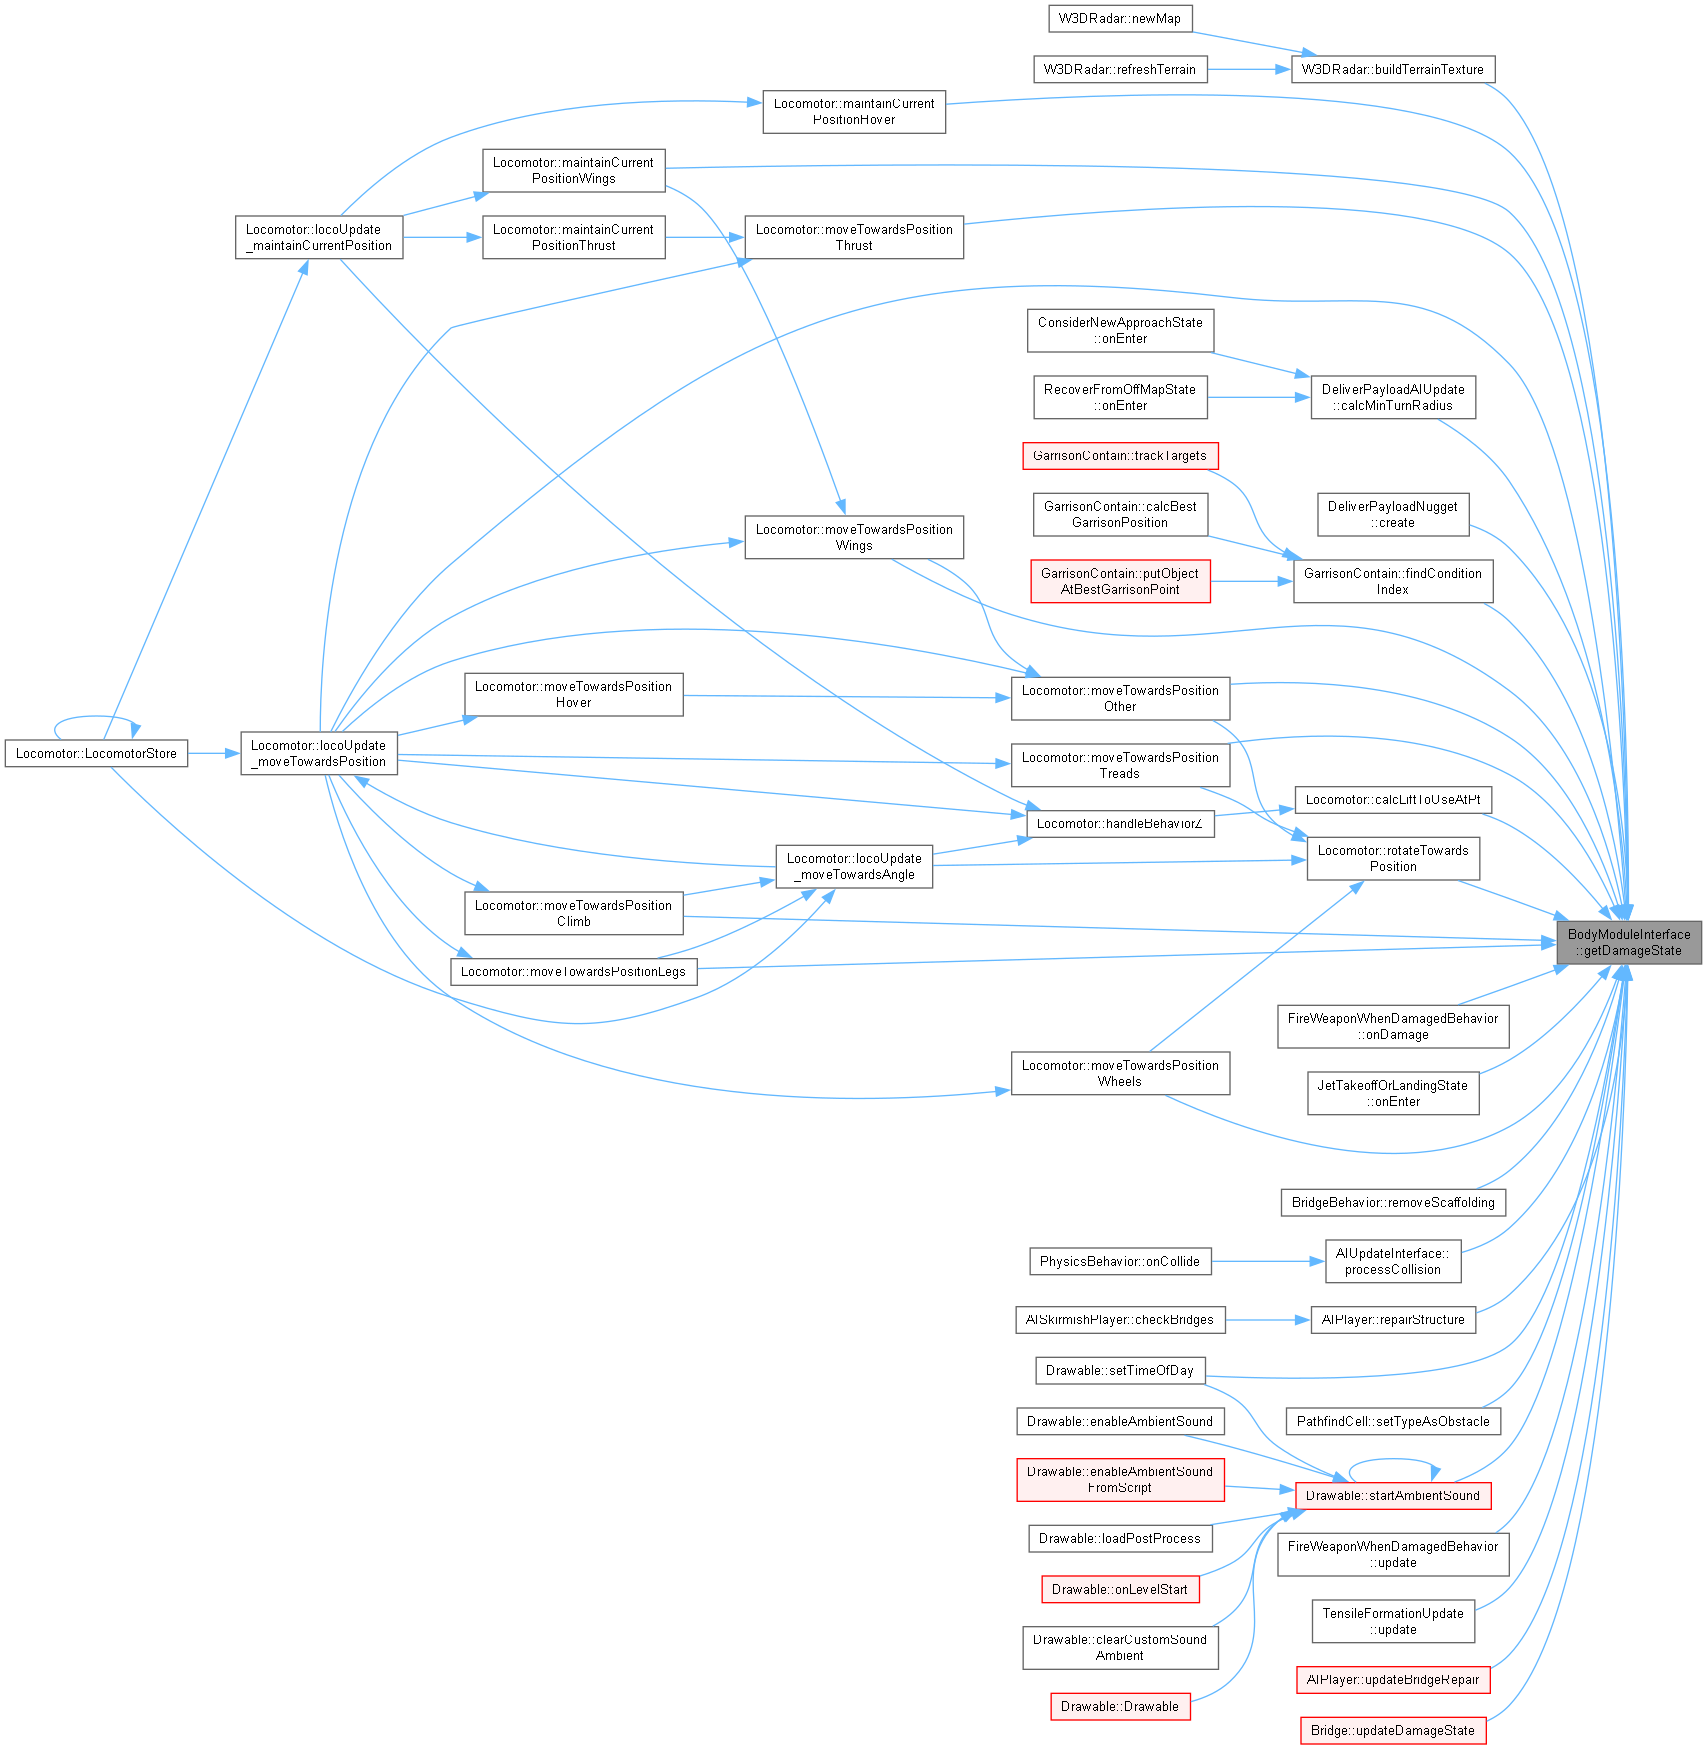 W3DRadar::newMap
W3DRadar::refreshTerrain
W3DRadar::buildTerrainTexture
Locomotor::maintainCurrent
PositionHover
Locomotor::maintainCurrent
PositionWings
Locomotor::locoUpdate
_maintainCurrentPosition
Locomotor::maintainCurrent
PositionThrust
Locomotor::moveTowardsPosition
Thrust
ConsiderNewApproachState
::onEnter
RecoverFromOffMapState
::onEnter
DeliverPayloadAIUpdate
::calcMinTurnRadius
GarrisonContain::trackTargets
GarrisonContain::calcBest
GarrisonPosition
DeliverPayloadNugget
::create
Locomotor::moveTowardsPosition
Wings
GarrisonContain::putObject
AtBestGarrisonPoint
GarrisonContain::findCondition
Index
Locomotor::moveTowardsPosition
Hover
Locomotor::moveTowardsPosition
Other
Locomotor::LocomotorStore
Locomotor::locoUpdate
_moveTowardsPosition
Locomotor::moveTowardsPosition
Treads
Locomotor::calcLiftToUseAtPt
Locomotor::handleBehaviorZ
Locomotor::locoUpdate
_moveTowardsAngle
Locomotor::rotateTowards
Position
Locomotor::moveTowardsPosition
Climb
BodyModuleInterface
::getDamageState
Locomotor::moveTowardsPositionLegs
FireWeaponWhenDamagedBehavior
::onDamage
Locomotor::moveTowardsPosition
Wheels
JetTakeoffOrLandingState
::onEnter
BridgeBehavior::removeScaffolding
PhysicsBehavior::onCollide
AIUpdateInterface::
processCollision
AISkirmishPlayer::checkBridges
AIPlayer::repairStructure
Drawable::setTimeOfDay
Drawable::enableAmbientSound
PathfindCell::setTypeAsObstacle
Drawable::enableAmbientSound
FromScript
Drawable::startAmbientSound
Drawable::loadPostProcess
FireWeaponWhenDamagedBehavior
::update
Drawable::onLevelStart
TensileFormationUpdate
::update
Drawable::clearCustomSound
Ambient
AIPlayer::updateBridgeRepair
Drawable::Drawable
Bridge::updateDamageState